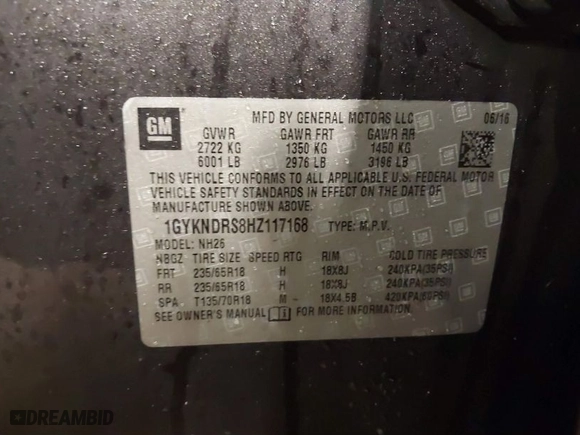 GM
MFD BY GENERAL MOTORS LLC 06/16
GVWR GAWR FRT GAWR RR
2722 KG 1350 KG 1450 KG
6001 LB 2976 LB 3196 LB
THIS VEHICLE CONFORMS TO ALL APPLICABLE U.S. FEDERAL MOTOR
VEHICLE SAFETY STANDARDS IN EFFECT ON THE DATE OF
MANUFACTURE SHOWN ABOVE.
1GYKNDRS8HZ117168 TYPE: M.P.V.
MODEL: NH26
NBGZ TIRE SIZE SPEED RTG RIM COLD TIRE PRESSURE
FRT 235/65R18 H 18X8J 240KPA(35PSI)
RR 235/65R18 H 18X8J 240KPA(35PSI)
SPA T135/70R18 M 18X4.5B 420KPA(60PSI)
SEE OWNER'S MANUAL FOR MORE INFORMATION.
DREAMBID